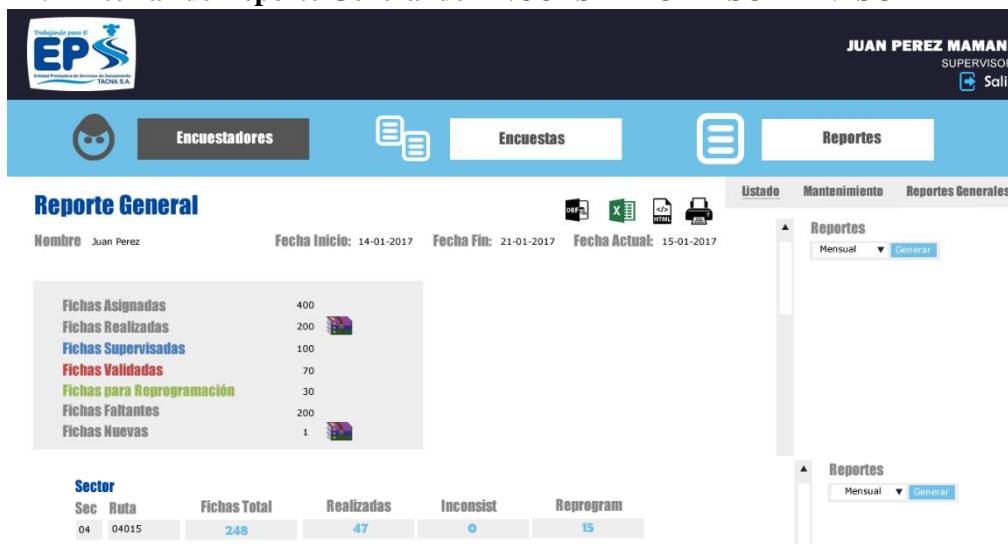 Trabajando para ti
EPS
Entidad Prestadora de Servicios de Saneamiento
TACNA S.A.
JUAN PEREZ MAMAN
SUPERVISOR
Sali
Encuestadores
Encuestas
Reportes
Listado Mantenimiento Reportes Generales
Reporte General
DBF
X
HTML
Nombre Juan Perez Fecha Inicio: 14-01-2017 Fecha Fin: 21-01-2017 Fecha Actual: 15-01-2017
Reportes
Mensual Generar
Fichas Asignadas 400
Fichas Realizadas 200
Fichas Supervisadas 100
Fichas Validadas 70
Fichas para Reprogramación 30
Fichas Faltantes 200
Fichas Nuevas 1
Reportes
Mensual Generar
Sector
Sec Ruta Fichas Total Realizadas Inconsist Reprogram
04 04015 248 47 0 15